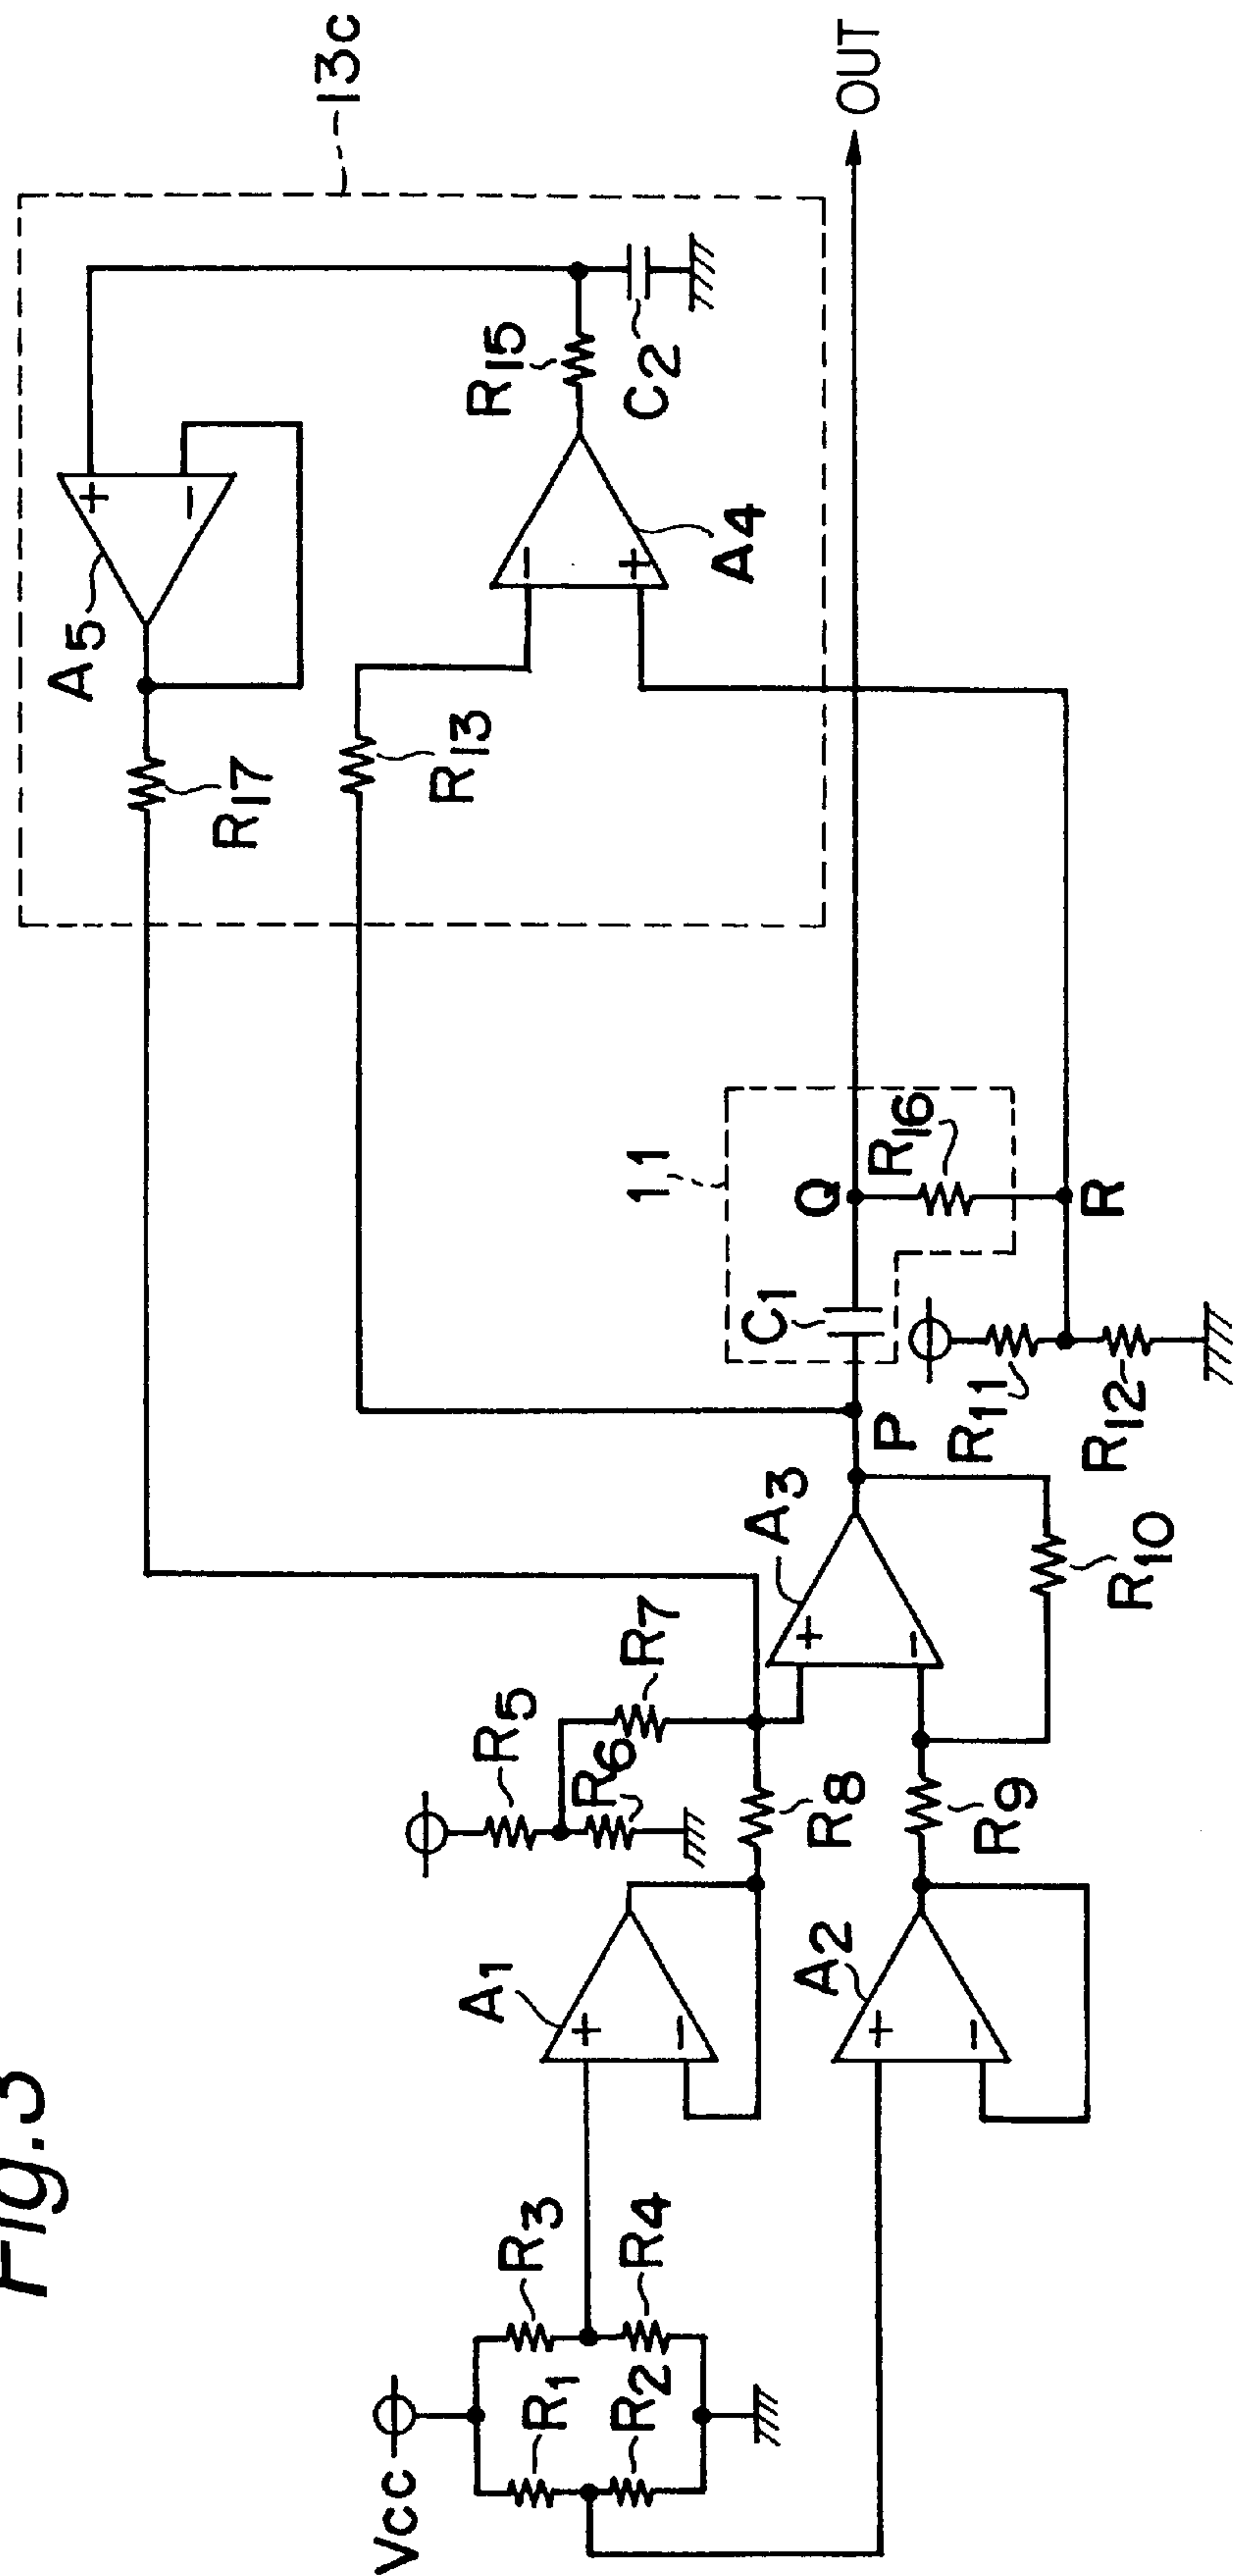 Fig.3
Vcc
R1
R2
R3
R4
A1
+
−
A2
+
−
R5
R6
R7
R8
R9
A3
+
−
R10
P
C1
11
Q
R16
R11
R12
R
R17
A5
+
−
R13
A4
−
+
R15
C2
13c
OUT